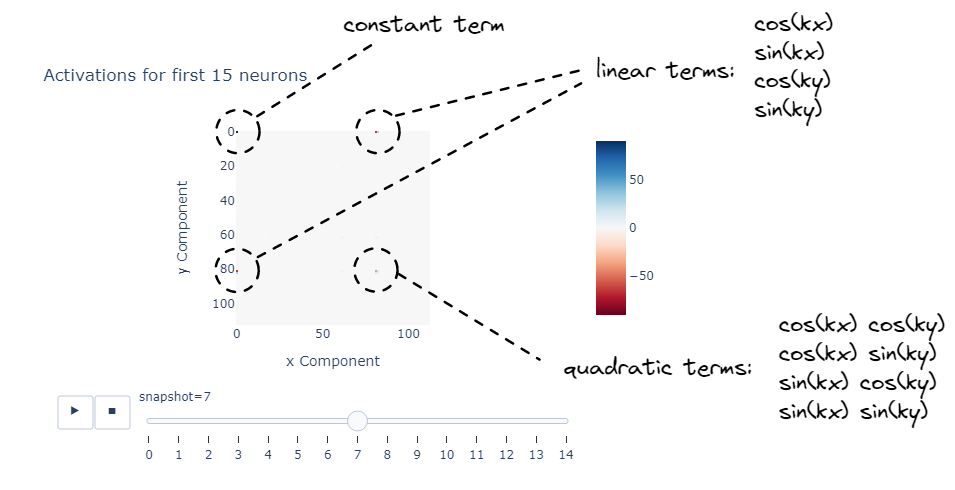 constant term
cos(kx)
sin(kx)
linear terms:
cos(ky)
sin(ky)
Activations for first 15 neurons
0
20
40
60
80
100
y Component
0
50
100
x Component
50
0
−50
cos(kx) cos(ky)
cos(kx) sin(ky)
quadratic terms:
sin(kx) cos(ky)
sin(kx) sin(ky)
snapshot=7
0 1 2 3 4 5 6 7 8 9 10 11 12 13 14